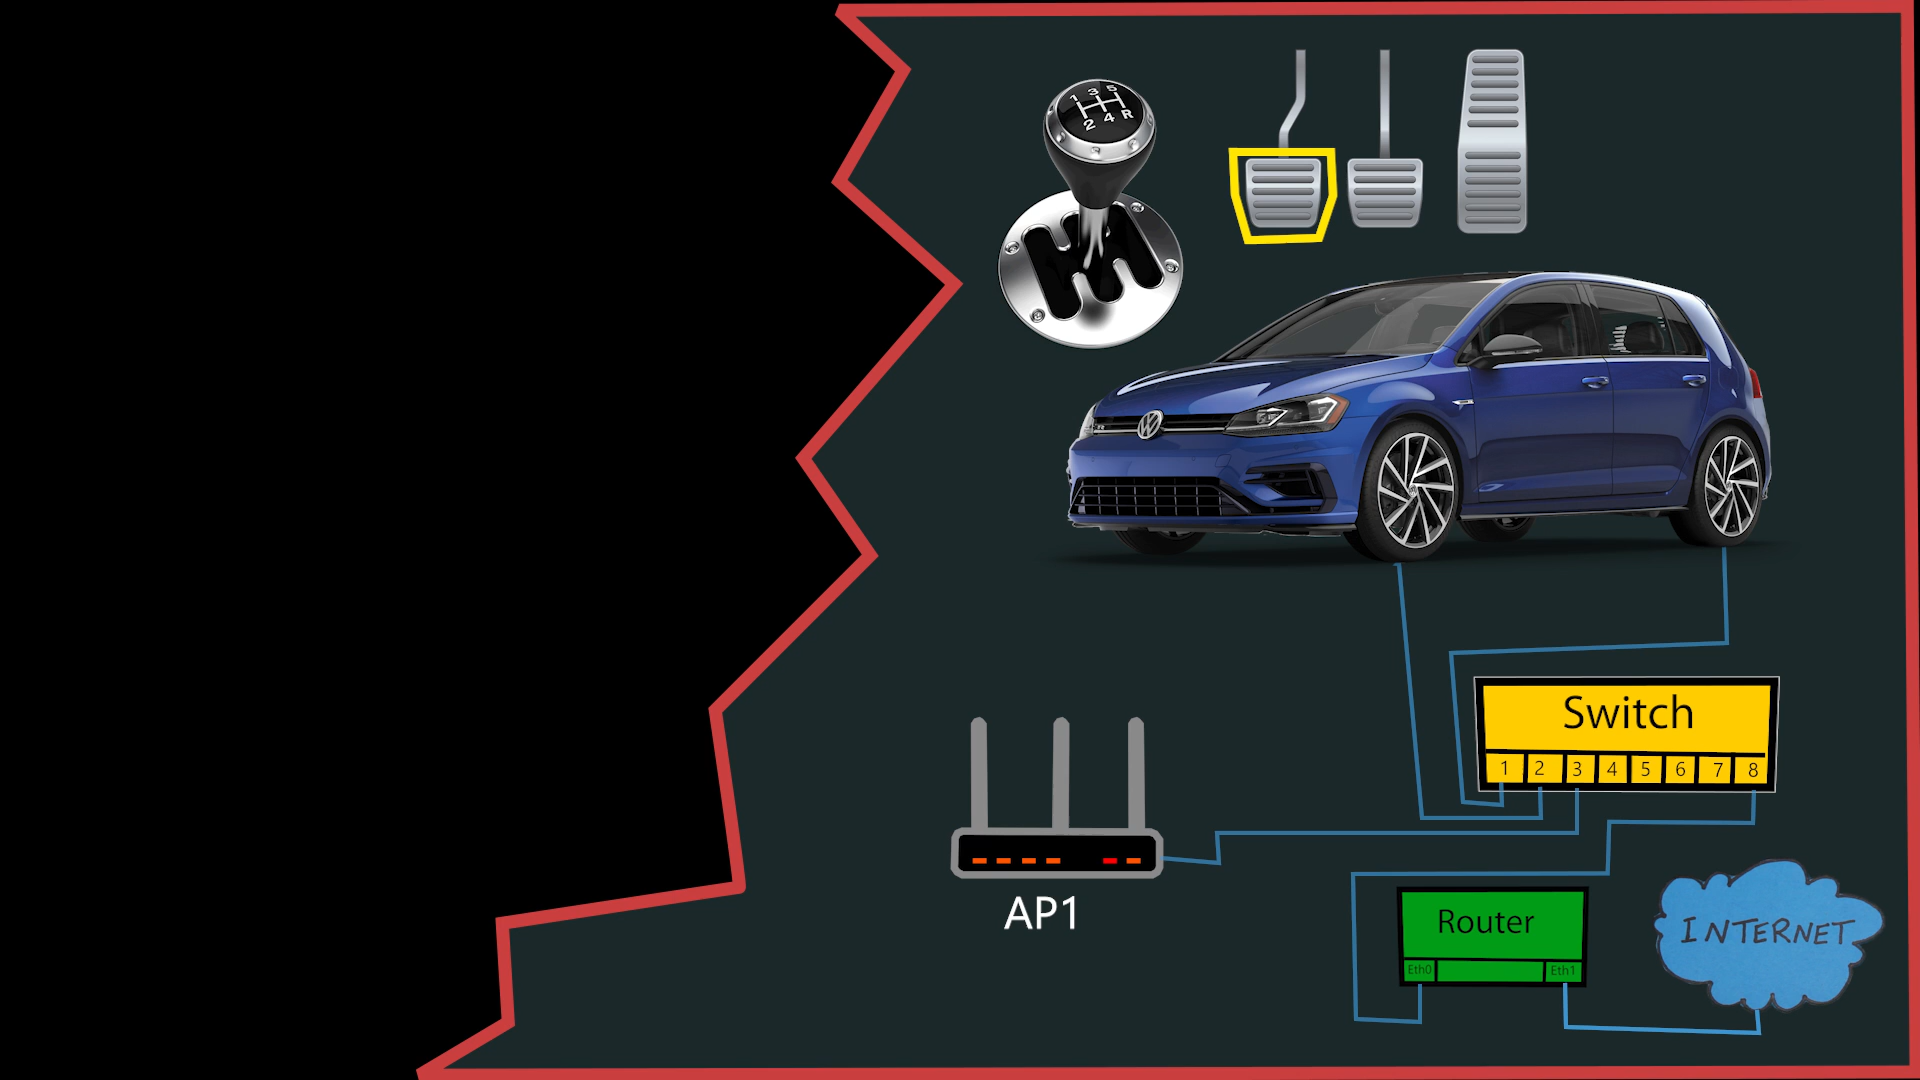 1 3 5
2 4 R
Switch
1 2 3 4 5 6 7 8
AP1
Router
Eth0 Eth1
INTERNET